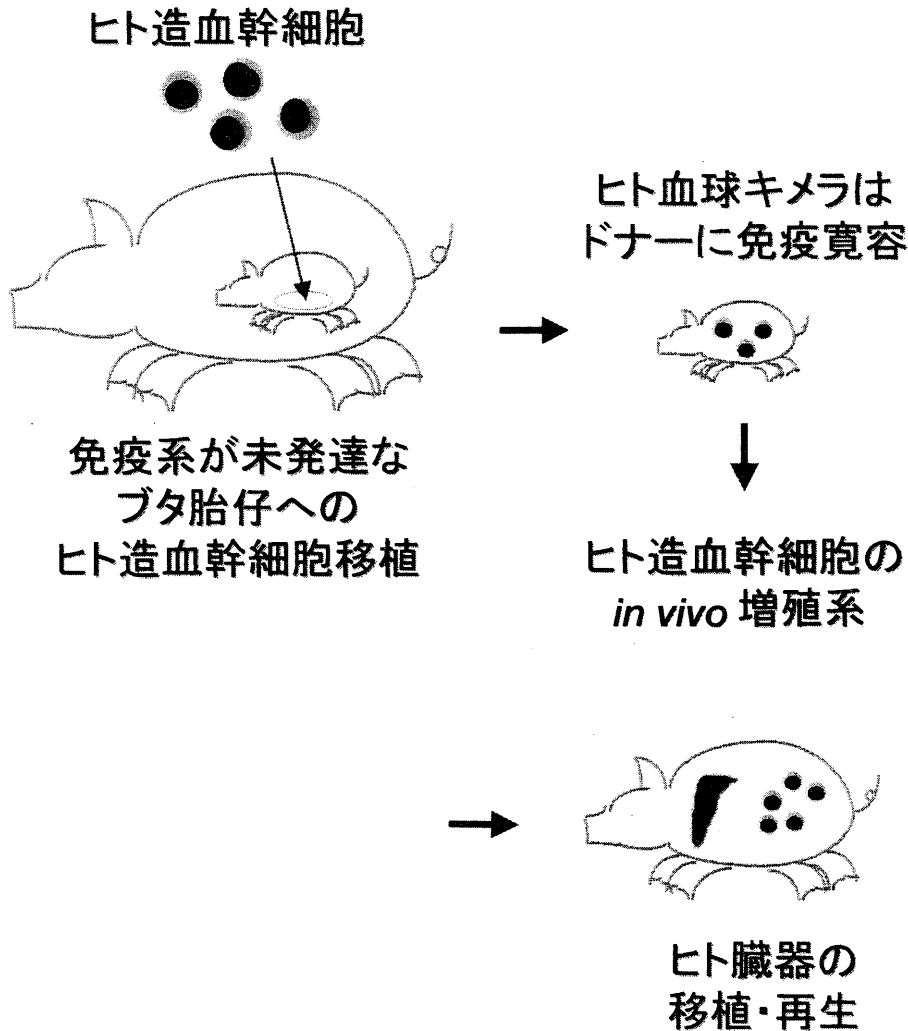 ヒト造血幹細胞
ヒト血球キメラは
ドナーに免疫寛容
免疫系が未発達な
ブタ胎仔への
ヒト造血幹細胞移植
ヒト造血幹細胞の
in vivo 増殖系
ヒト臓器の
移植・再生